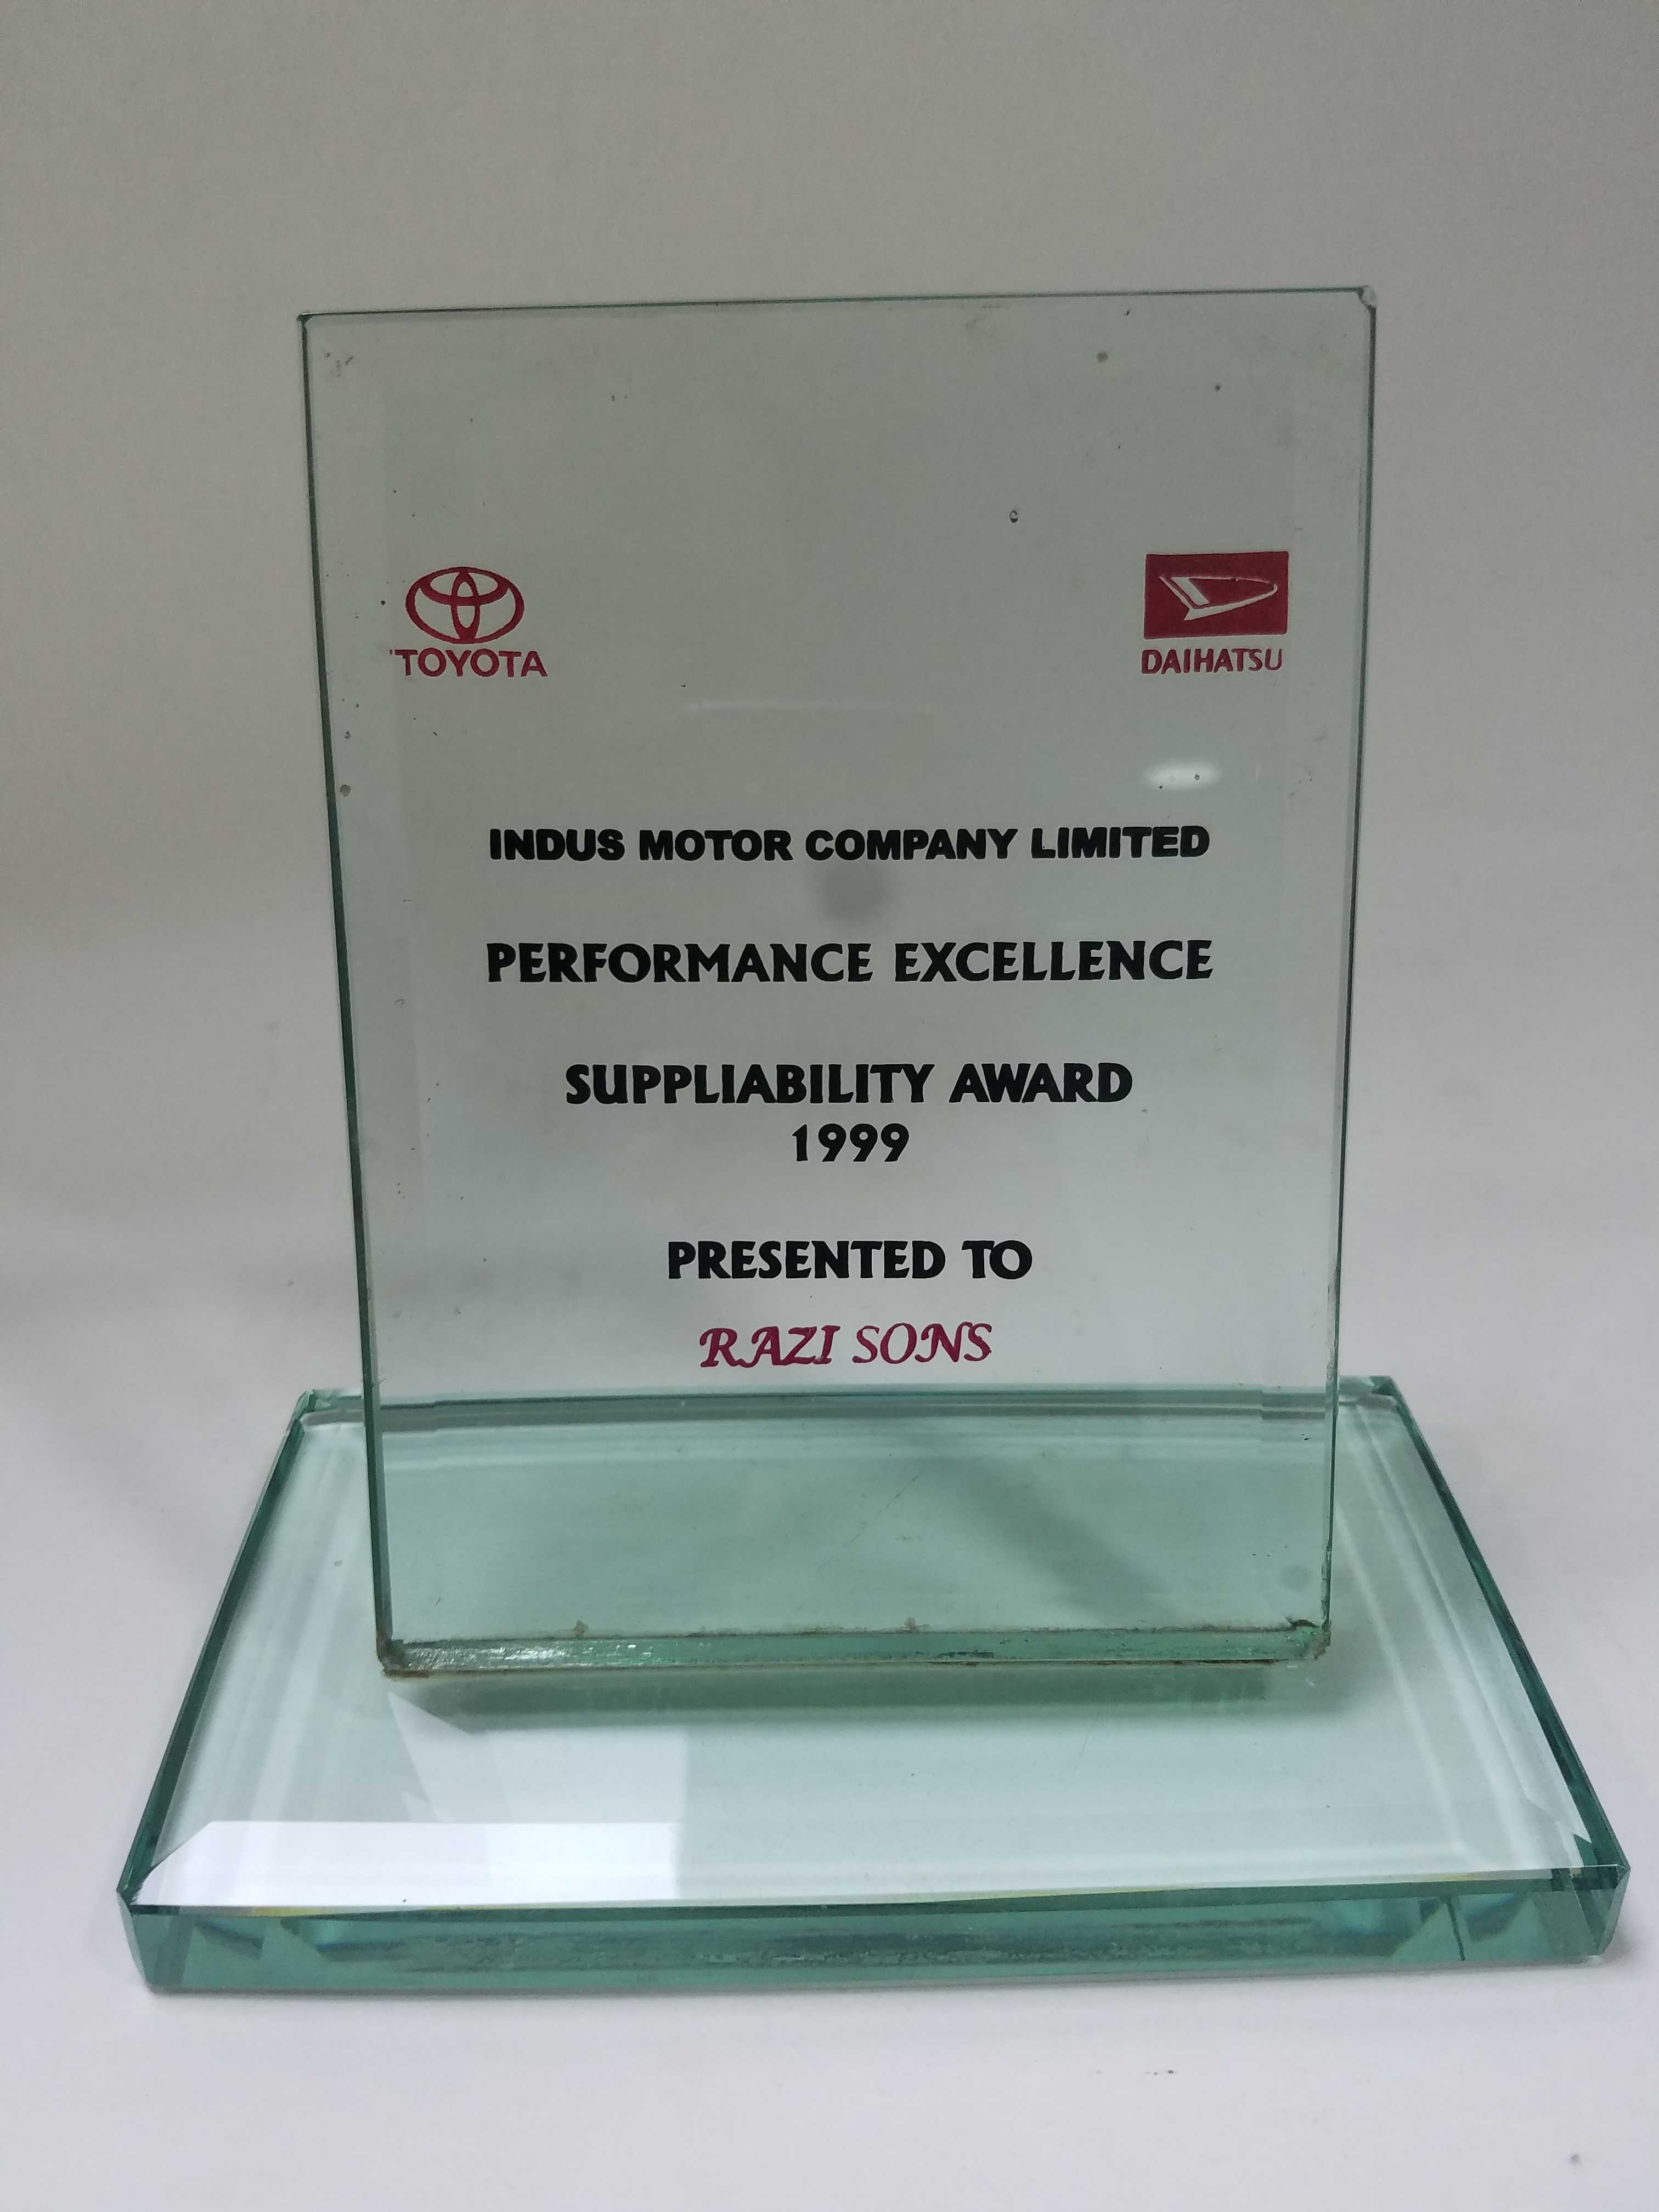 TOYOTA
DAIHATSU
INDUS MOTOR COMPANY LIMITED
PERFORMANCE EXCELLENCE
SUPPLIABILITY AWARD
1999
PRESENTED TO
RAZI SONS